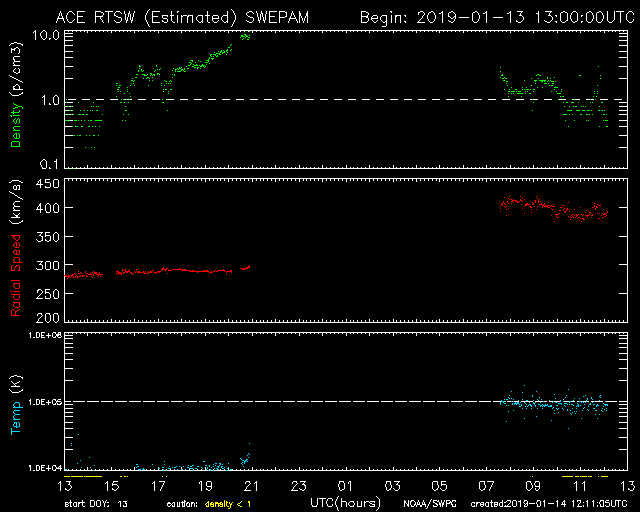 ACE RTSW (Estimated) SWEPAM Begin: 2019-01-13 13:00:00UTC
Density (p/cm3)
10.0
1.0
0.1
Radial Speed (km/s)
450
400
350
300
250
200
Temp (K)
1.0E+06
1.0E+05
1.0E+04
13 15 17 19 21 23 01 03 05 07 09 11 13
start DOY: 13 caution: density < 1 UTC(hours) NOAA/SWPC created:2019-01-14 12:11:05UTC